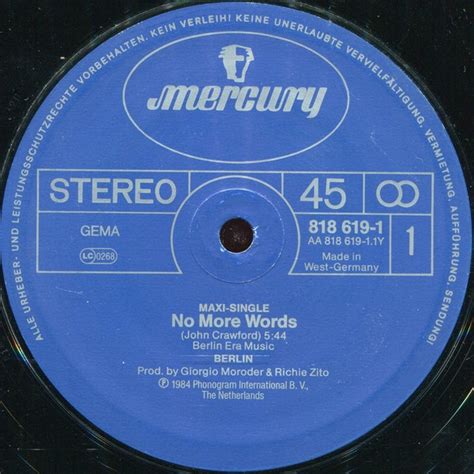 ALLE URHEBER- UND LEISTUNGSSCHUTZRECHTE VORBEHALTEN. KEIN VERLEIH! KEINE UNERLAUBTE VERVIELFÄLTIGUNG, VERMIETUNG, AUFFÜHRUNG, SENDUNG!
mercury
STEREO
45
GEMA
818 619-1
AA 818 619-1.1Y
1
LC 0268
Made in
West-Germany
MAXI-SINGLE
No More Words
(John Crawford) 5:44
Berlin Era Music
BERLIN
Prod. by Giorgio Moroder & Richie Zito
Ⓟ 1984 Phonogram International B. V.,
The Netherlands